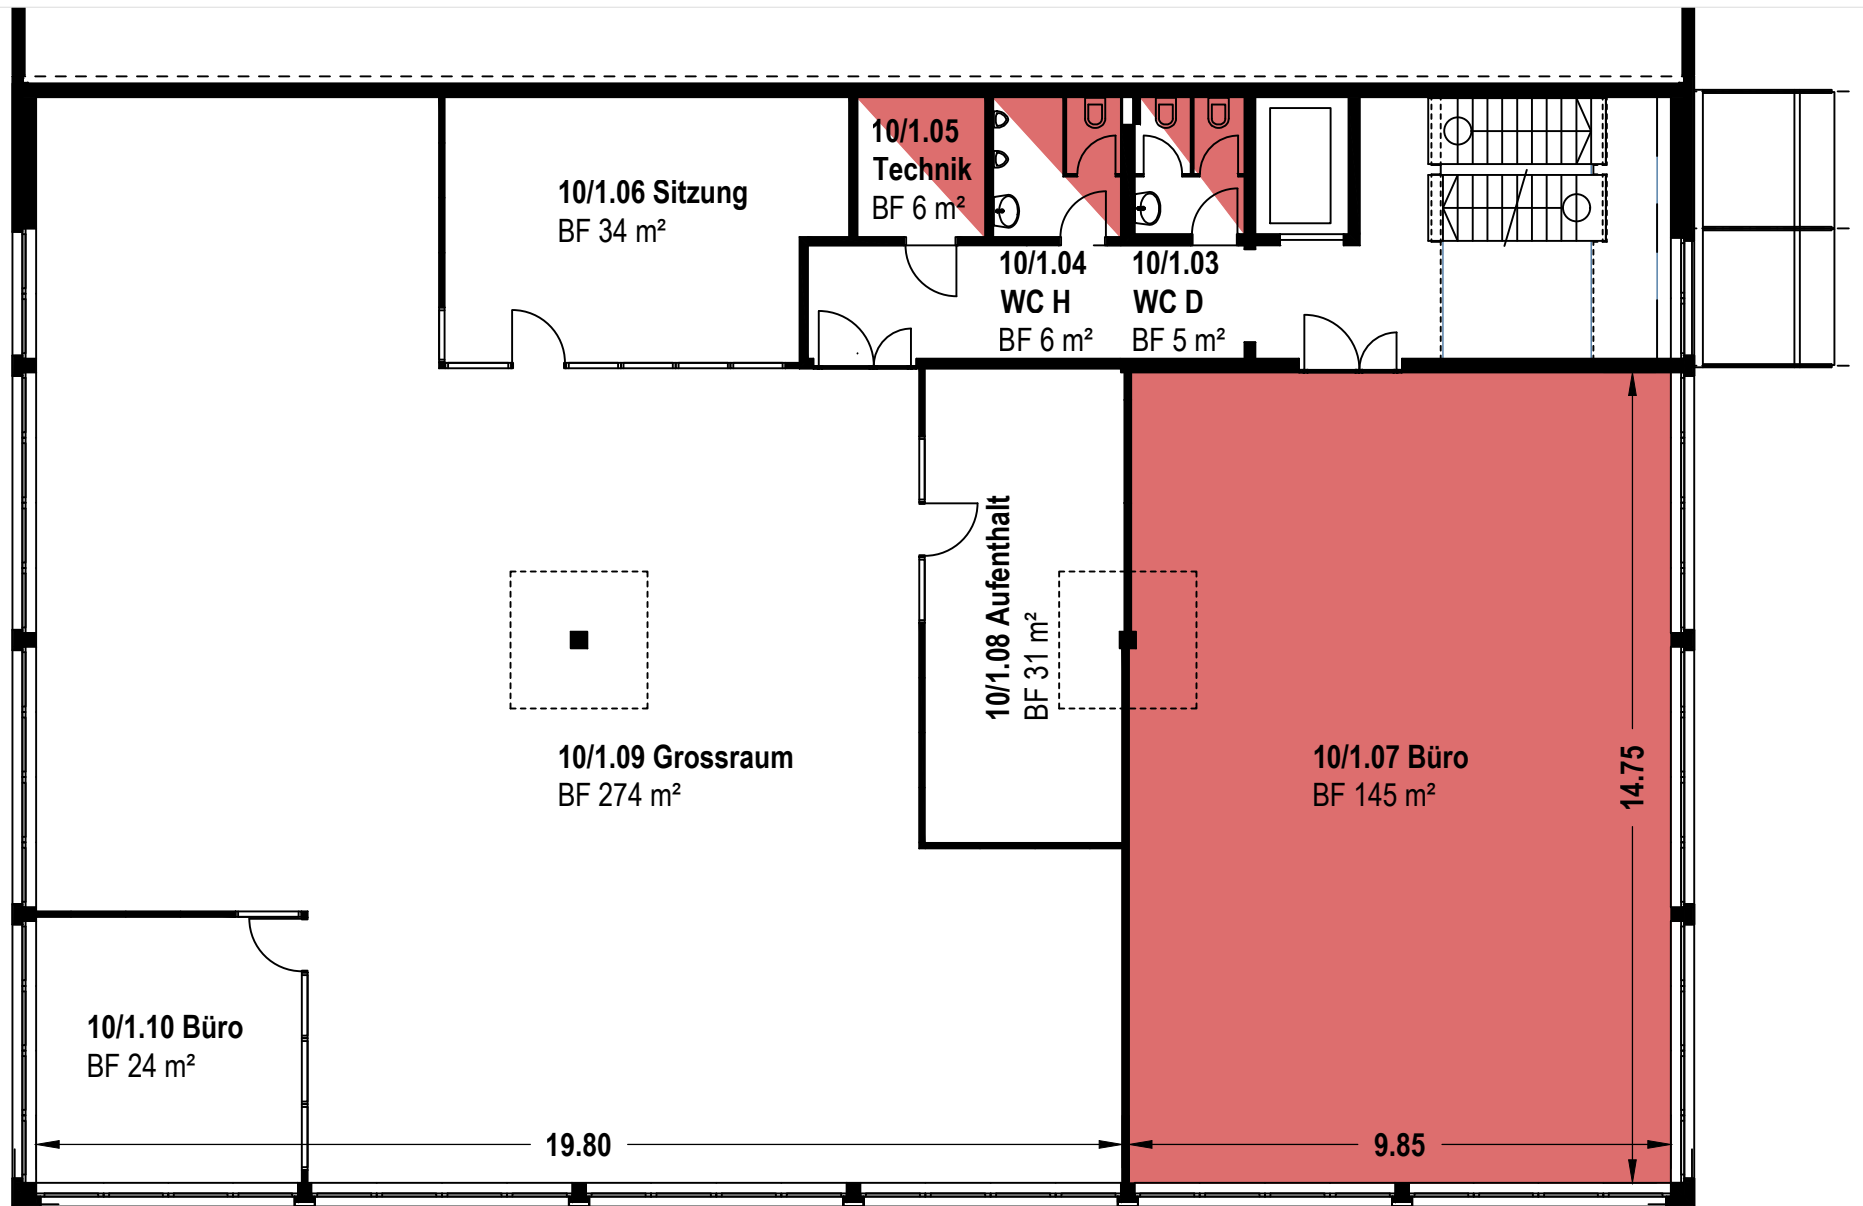 10/1.05
Technik
BF 6 m²
10/1.06 Sitzung
BF 34 m²
10/1.04
WC H
BF 6 m²
10/1.03
WC D
BF 5 m²
10/1.08 Aufenthalt
BF 31 m²
10/1.09 Grossraum
BF 274 m²
10/1.07 Büro
BF 145 m²
14.75
10/1.10 Büro
BF 24 m²
19.80
9.85